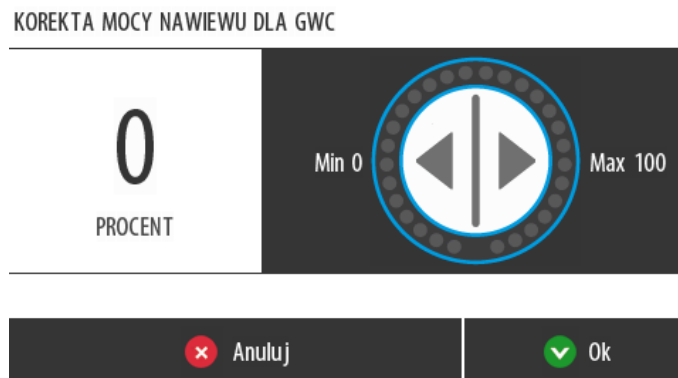 KOREKTA MOCY NAWIEWU DLA GWC
0
PROCENT
Min 0
Max 100
Anuluj
Ok